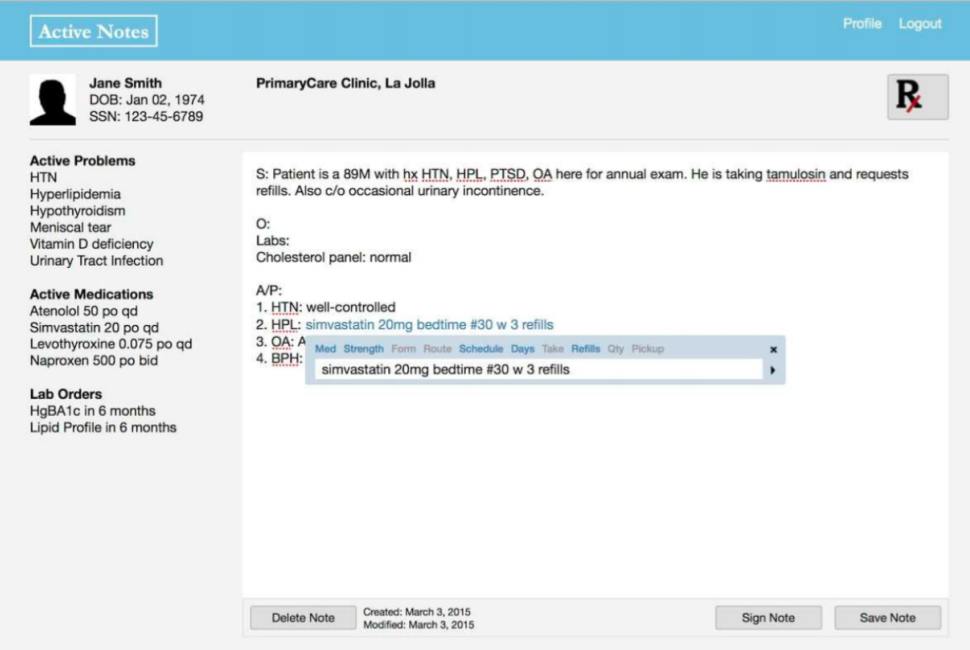 Active Notes
Profile Logout
Jane Smith
DOB: Jan 02, 1974
SSN: 123-45-6789
PrimaryCare Clinic, La Jolla
Rx
Active Problems
HTN
Hyperlipidemia
Hypothyroidism
Meniscal tear
Vitamin D deficiency
Urinary Tract Infection
Active Medications
Atenolol 50 po qd
Simvastatin 20 po qd
Levothyroxine 0.075 po qd
Naproxen 500 po bid
Lab Orders
HgBA1c in 6 months
Lipid Profile in 6 months
S: Patient is a 89M with hx HTN, HPL, PTSD, OA here for annual exam. He is taking tamulosin and requests
refills. Also c/o occasional urinary incontinence.
O:
Labs:
Cholesterol panel: normal
A/P:
1. HTN: well-controlled
2. HPL: simvastatin 20mg bedtime #30 w 3 refills
3. OA: A
4. BPH:
Med Strength Form Route Schedule Days Take Refills Qty Pickup x
simvastatin 20mg bedtime #30 w 3 refills
Delete Note
Created: March 3, 2015
Modified: March 3, 2015
Sign Note
Save Note